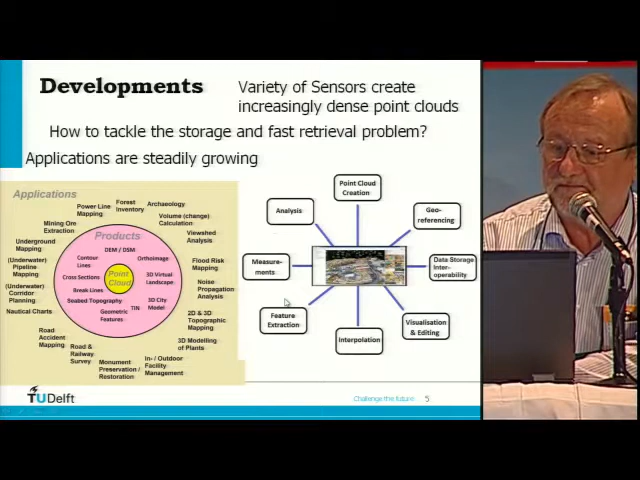 Developments
Variety of Sensors create
increasingly dense point clouds
How to tackle the storage and fast retrieval problem?
Applications are steadily growing
Applications
Power Line
Mapping
Forest
Inventory
Archaeology
Mining Ore
Extraction
Volume (change)
Calculation
Underground
Mapping
Viewshed
Analysis
(Underwater)
Pipeline
Mapping
Flood Risk
Mapping
(Underwater)
Corridor
Planning
Noise
Propagation
Analysis
Nautical Charts
2D & 3D
Topographic
Mapping
Road
Accident
Mapping
3D Modelling
of Plants
Road &
Railway
Survey
Monument
Preservation /
Restoration
In- / Outdoor
Facility
Management
Products
DEM / DSM
Contour
Lines
Orthoimage
Cross Sections
3D Virtual
Landscape
Break Lines
Seabed Topography
3D City
Model
Geometric
Features
TIN
Point
Cloud
Point Cloud
Creation
Analysis
Geo-
referencing
Measure-
ments
Data Storage
Inter-
operability
Feature
Extraction
Visualisation
& Editing
Interpolation
TUDelft
Challenge the future
5